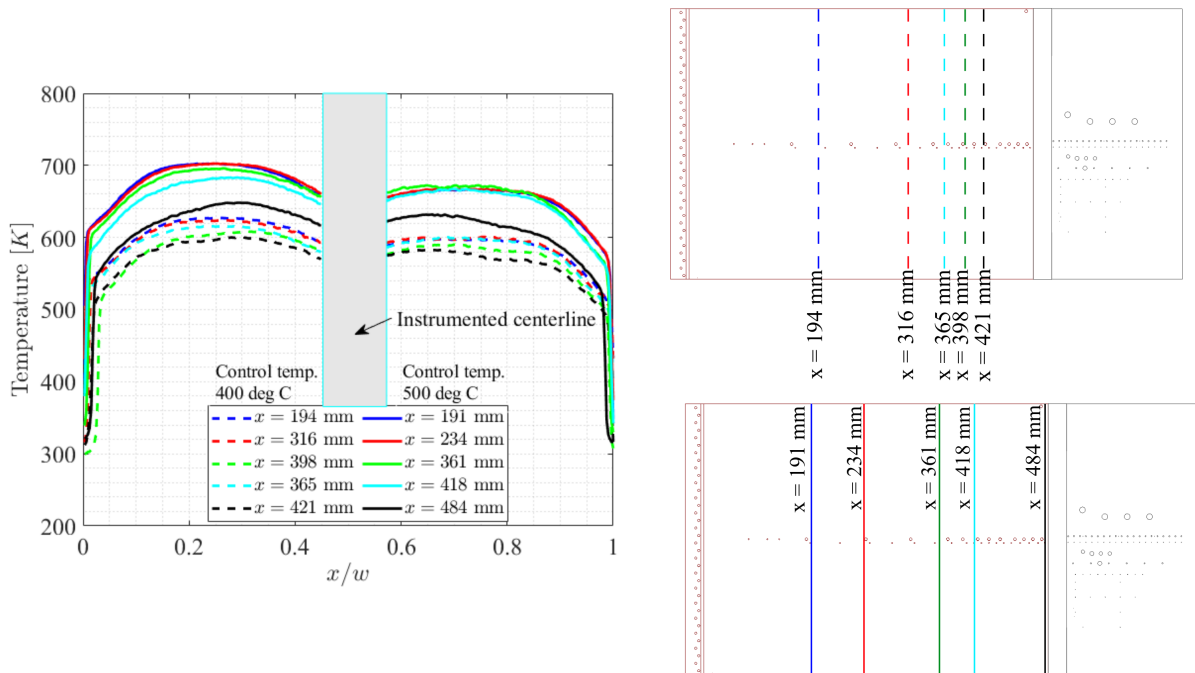 800
700
600
500
400
300
200
Temperature [K]
0
0.2
0.4
0.6
0.8
1
x/w
Instrumented centerline
Control temp.
400 deg C
x = 194 mm
x = 316 mm
x = 398 mm
x = 365 mm
x = 421 mm
Control temp.
500 deg C
x = 191 mm
x = 234 mm
x = 361 mm
x = 418 mm
x = 484 mm
x = 194 mm
x = 316 mm
x = 365 mm
x = 398 mm
x = 421 mm
x = 191 mm
x = 234 mm
x = 361 mm
x = 418 mm
x = 484 mm